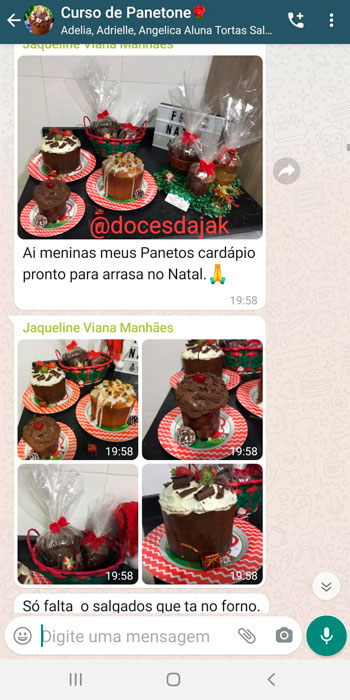 Curso de Panetone🌹
Adelia, Adrielle, Angelica Aluna Tortas Sal...
Jaqueline Viana Manhães
@docesdajak
Ai meninas meus Panetos cardápio
pronto para arrasa no Natal.🙏
19:58
Jaqueline Viana Manhães
19:58
19:58
19:58
19:58
Só falta o salgados que ta no forno.
Digite uma mensagem